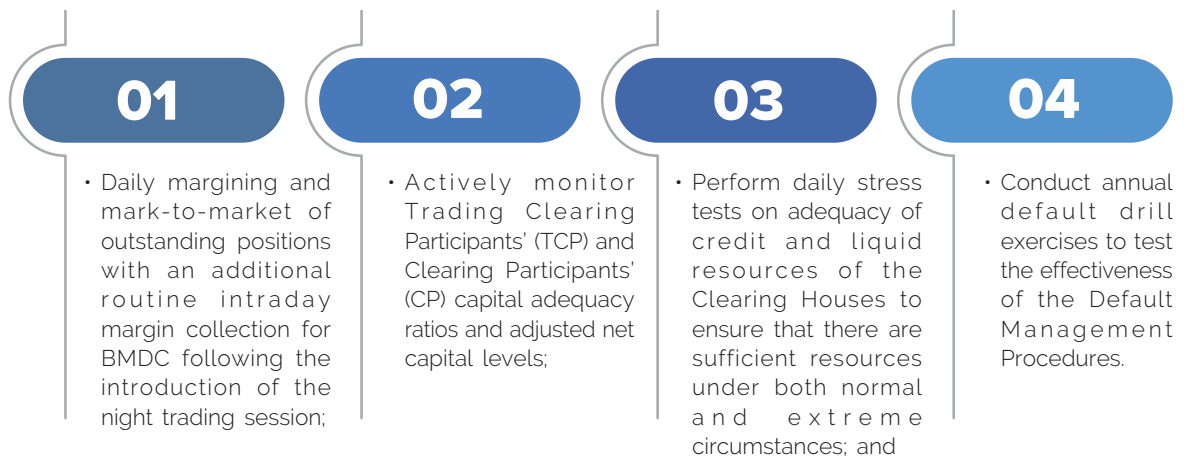 01
• Daily margining and
mark-to-market of
outstanding positions
with an additional
routine intraday
margin collection for
BMDC following the
introduction of the
night trading session;
02
• Actively monitor
Trading Clearing
Participants’ (TCP) and
Clearing Participants’
(CP) capital adequacy
ratios and adjusted net
capital levels;
03
• Perform daily stress
tests on adequacy of
credit and liquid
resources of the
Clearing Houses to
ensure that there are
sufficient resources
under both normal
and extreme
circumstances; and
04
• Conduct annual
default drill
exercises to test
the effectiveness
of the Default
Management
Procedures.